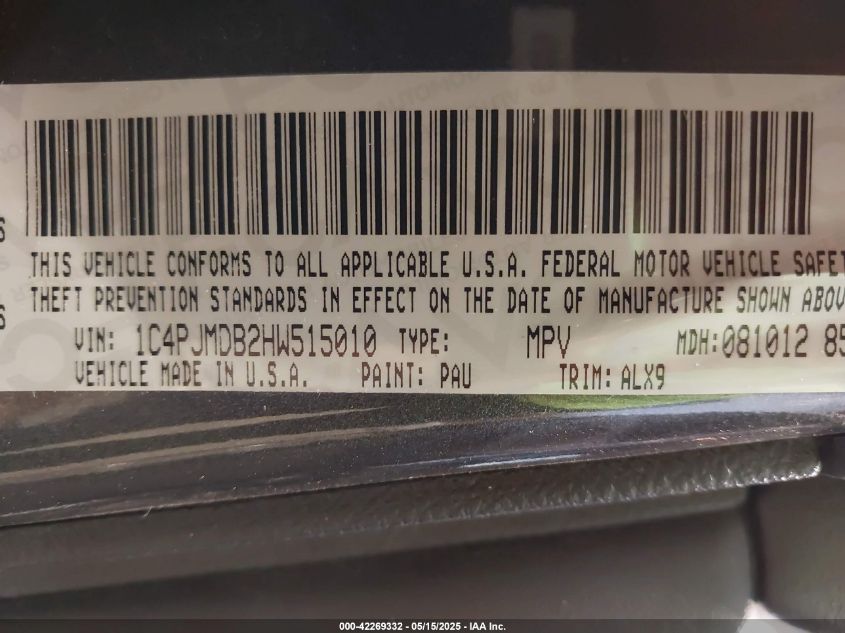 THIS VEHICLE CONFORMS TO ALL APPLICABLE U.S.A. FEDERAL MOTOR VEHICLE SAFET
THEFT PREVENTION STANDARDS IN EFFECT ON THE DATE OF MANUFACTURE SHOWN ABOV
VIN: 1C4PJMDB2HW515010 TYPE: MPV MDH:081012 85
VEHICLE MADE IN U.S.A. PAINT: PAU TRIM: ALX9
000-42269332 - 05/15/2025 - IAA Inc.